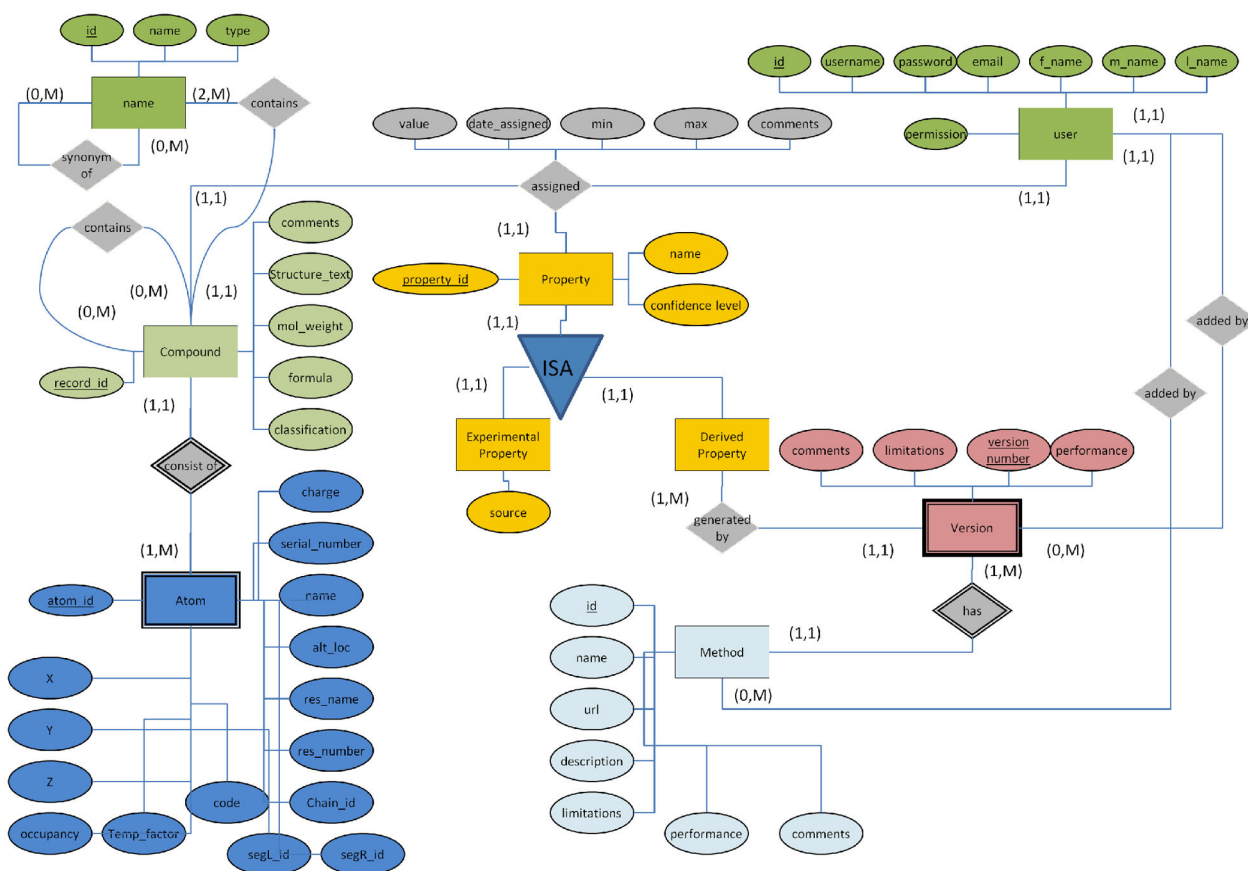 id
name
type
name
(0,M)
(2,M)
contains
(0,M)
synonym
of
id
username
password
email
f_name
m_name
l_name
permission
user
(1,1)
(1,1)
(1,1)
value
date_assigned
min
max
comments
assigned
(1,1)
(1,1)
contains
(0,M)
(0,M)
(1,1)
Compound
record_id
(1,1)
comments
Structure_text
mol_weight
formula
classification
property_id
Property
name
confidence level
(1,1)
ISA
(1,1)
(1,1)
Experimental
Property
source
Derived
Property
(1,M)
generated
by
added by
added by
comments
limitations
version
number
performance
Version
(1,1)
(0,M)
(1,M)
has
consist of
(1,M)
atom_id
Atom
charge
serial_number
name
alt_loc
res_name
res_number
Chain_id
X
Y
Z
occupancy
Temp_factor
code
segL_id
segR_id
id
name
url
description
limitations
Method
(1,1)
(0,M)
performance
comments